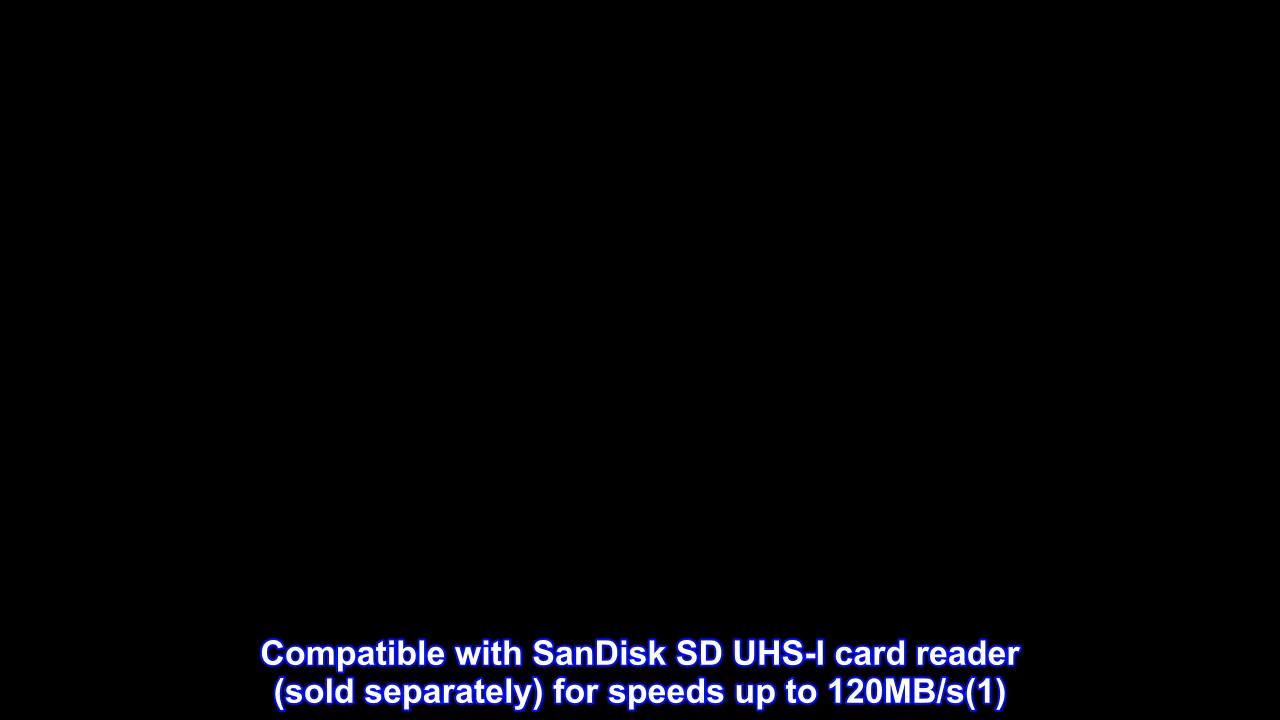 Compatible with SanDisk SD UHS-I card reader
(sold separately) for speeds up to 120MB/s(1)